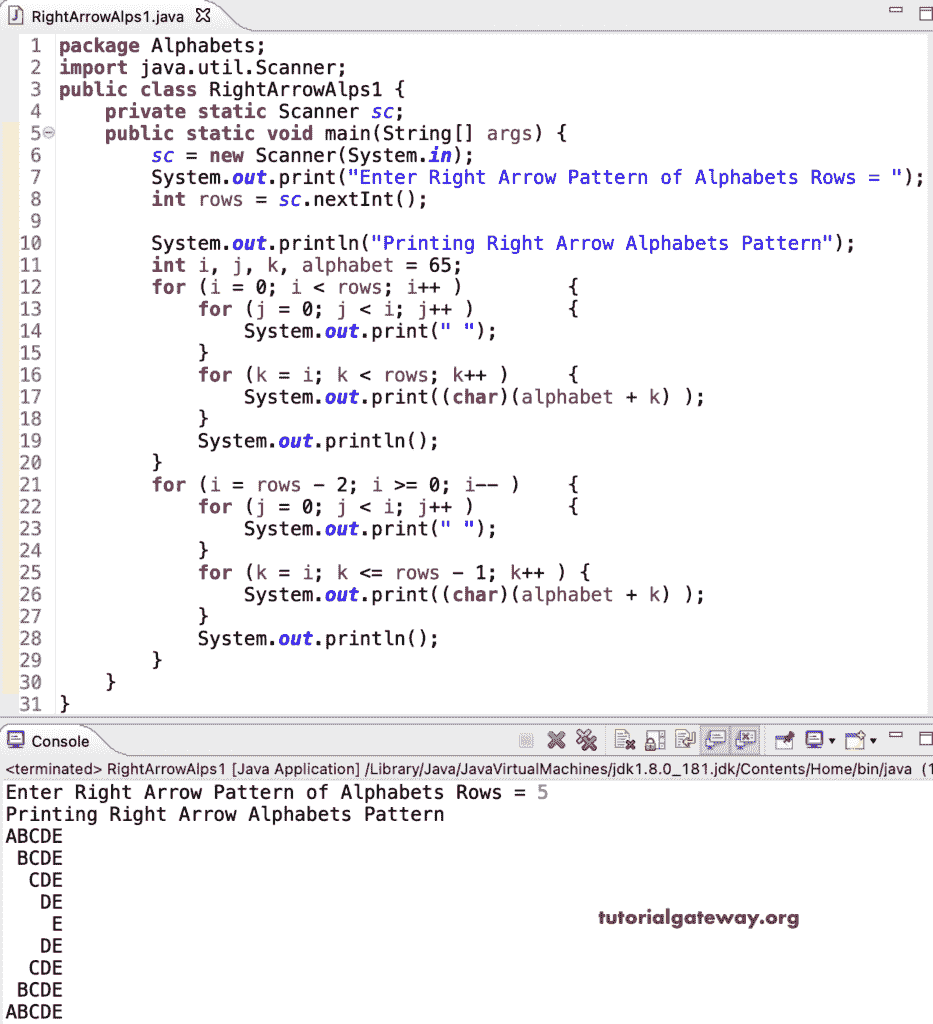 RightArrowAlps1.java
1 package Alphabets;
2 import java.util.Scanner;
3 public class RightArrowAlps1 {
4     private static Scanner sc;
5     public static void main(String[] args) {
6         sc = new Scanner(System.in);
7         System.out.print("Enter Right Arrow Pattern of Alphabets Rows = ");
8         int rows = sc.nextInt();
9
10         System.out.println("Printing Right Arrow Alphabets Pattern");
11         int i, j, k, alphabet = 65;
12         for (i = 0; i < rows; i++ )         {
13             for (j = 0; j < i; j++ )        {
14                 System.out.print(" ");
15             }
16             for (k = i; k < rows; k++ )     {
17                 System.out.print((char)(alphabet + k) );
18             }
19             System.out.println();
20         }
21         for (i = rows - 2; i >= 0; i-- )    {
22             for (j = 0; j < i; j++ )        {
23                 System.out.print(" ");
24             }
25             for (k = i; k <= rows - 1; k++ ) {
26                 System.out.print((char)(alphabet + k) );
27             }
28             System.out.println();
29         }
30     }
31 }
Console
<terminated> RightArrowAlps1 [Java Application] /Library/Java/JavaVirtualMachines/jdk1.8.0_181.jdk/Contents/Home/bin/java (1
Enter Right Arrow Pattern of Alphabets Rows = 5
Printing Right Arrow Alphabets Pattern
ABCDE
 BCDE
  CDE
   DE
    E
   DE
  CDE
 BCDE
ABCDE
tutorialgateway.org